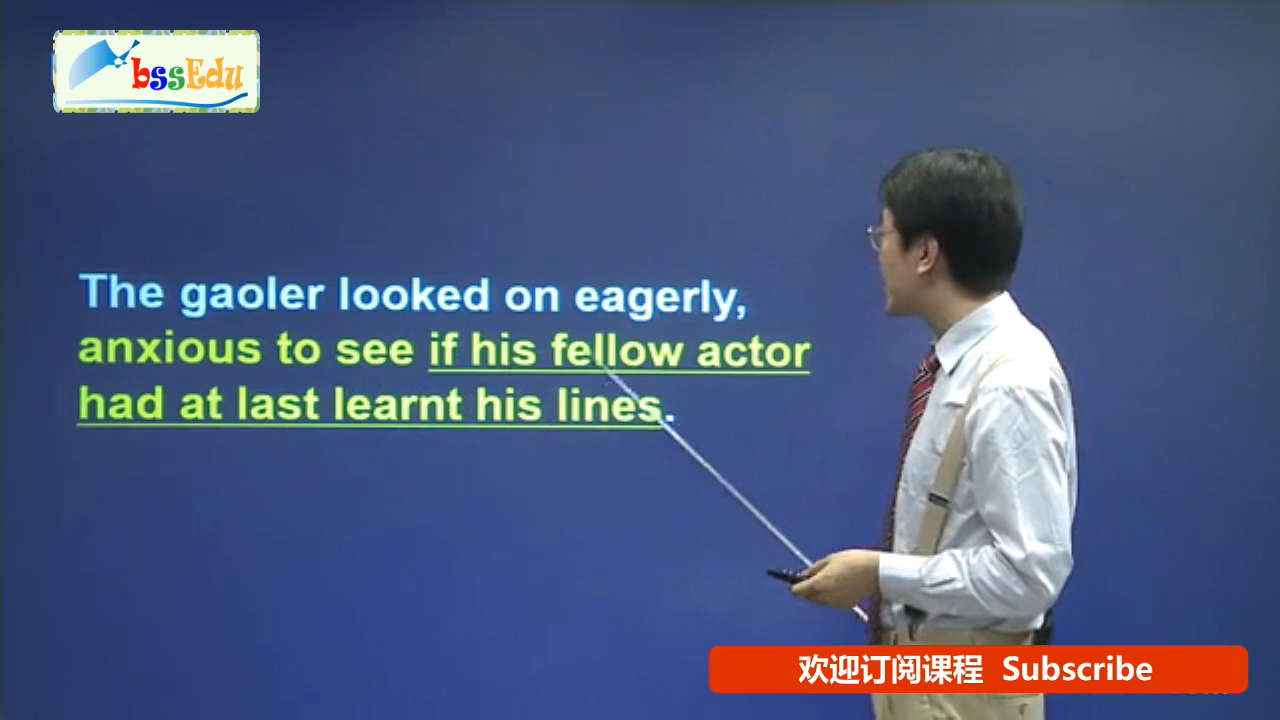 bssEdu
The gaoler looked on eagerly,
anxious to see if his fellow actor
had at last learnt his lines.
欢迎订阅课程 Subscribe